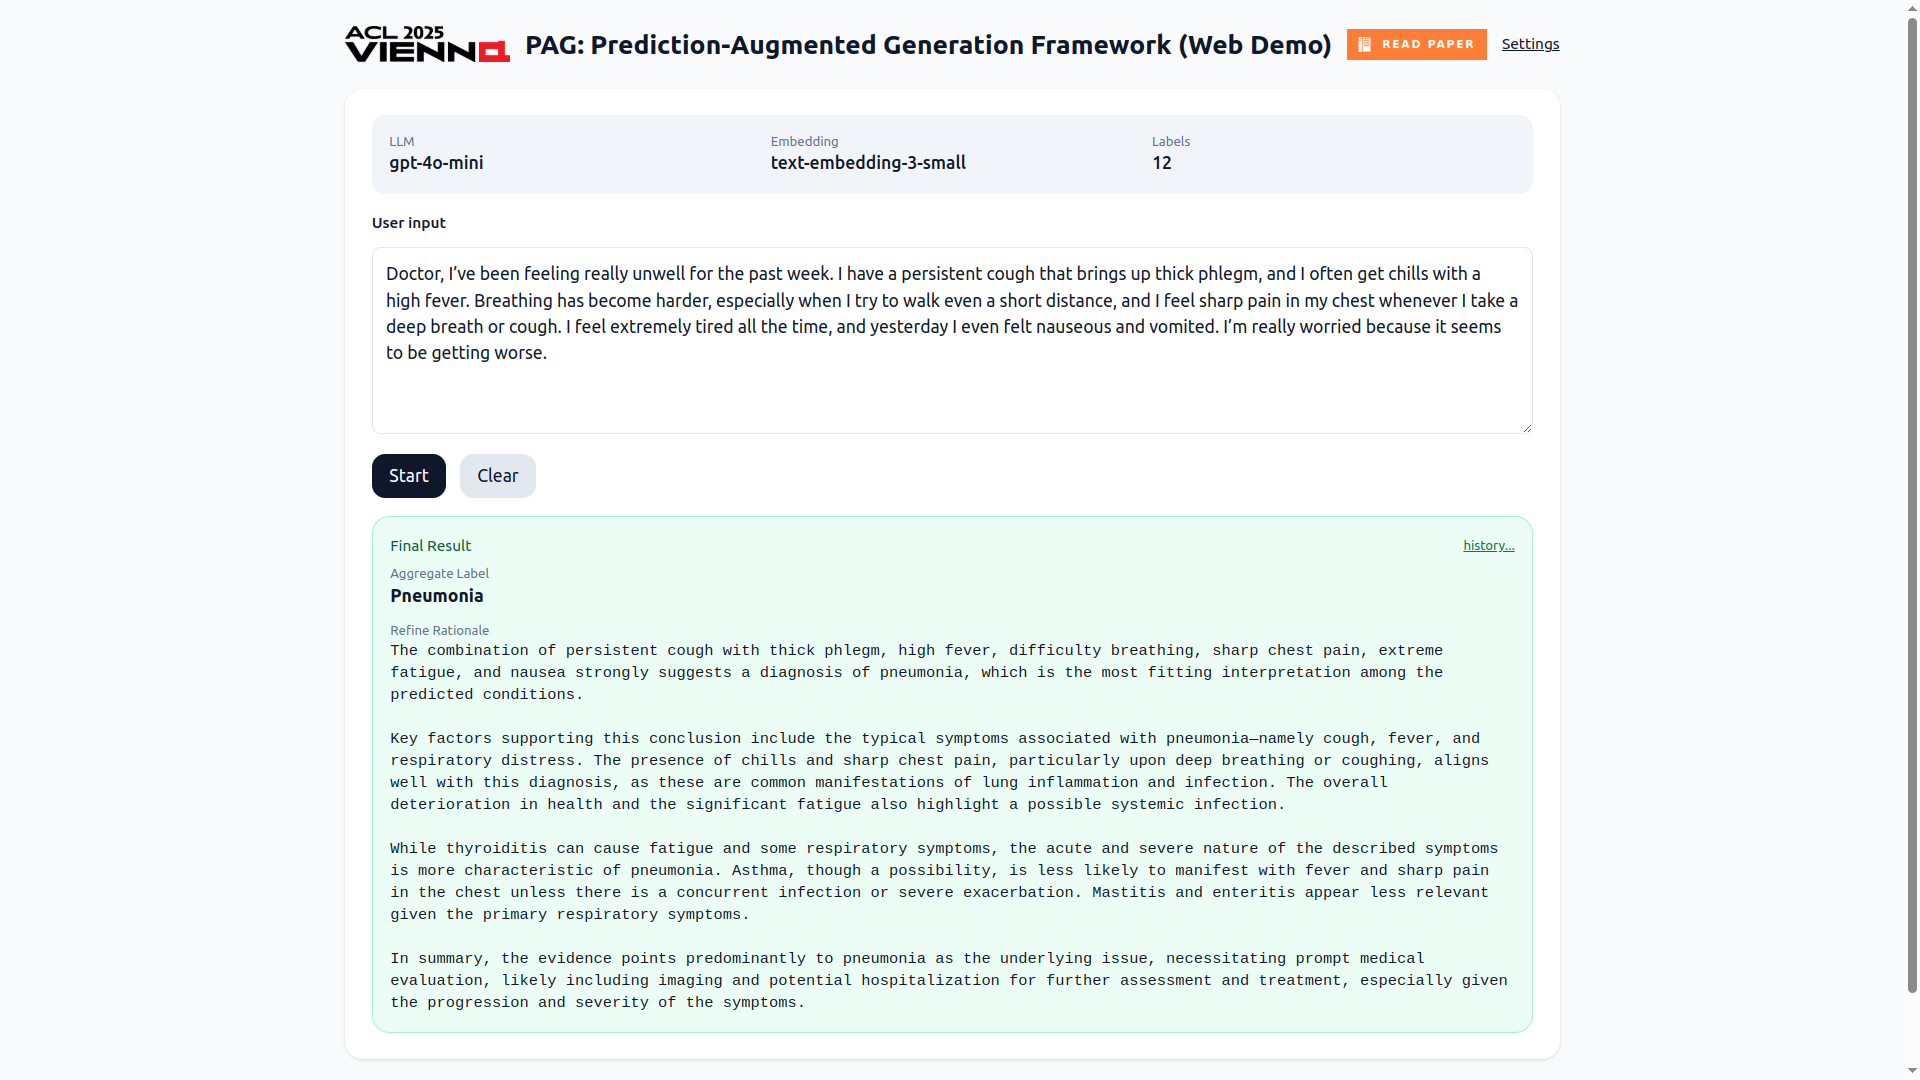 ACL 2025
VIENNA
PAG: Prediction-Augmented Generation Framework (Web Demo)
READ PAPER
Settings
LLM
gpt-4o-mini
Embedding
text-embedding-3-small
Labels
12
User input
Doctor, I’ve been feeling really unwell for the past week. I have a persistent cough that brings up thick phlegm, and I often get chills with a
high fever. Breathing has become harder, especially when I try to walk even a short distance, and I feel sharp pain in my chest whenever I take a
deep breath or cough. I feel extremely tired all the time, and yesterday I even felt nauseous and vomited. I’m really worried because it seems
to be getting worse.
Start
Clear
Final Result
history...
Aggregate Label
Pneumonia
Refine Rationale
The combination of persistent cough with thick phlegm, high fever, difficulty breathing, sharp chest pain, extreme
fatigue, and nausea strongly suggests a diagnosis of pneumonia, which is the most fitting interpretation among the
predicted conditions.
Key factors supporting this conclusion include the typical symptoms associated with pneumonia—namely cough, fever, and
respiratory distress. The presence of chills and sharp chest pain, particularly upon deep breathing or coughing, aligns
well with this diagnosis, as these are common manifestations of lung inflammation and infection. The overall
deterioration in health and the significant fatigue also highlight a possible systemic infection.
While thyroiditis can cause fatigue and some respiratory symptoms, the acute and severe nature of the described symptoms
is more characteristic of pneumonia. Asthma, though a possibility, is less likely to manifest with fever and sharp pain
in the chest unless there is a concurrent infection or severe exacerbation. Mastitis and enteritis appear less relevant
given the primary respiratory symptoms.
In summary, the evidence points predominantly to pneumonia as the underlying issue, necessitating prompt medical
evaluation, likely including imaging and potential hospitalization for further assessment and treatment, especially given
the progression and severity of the symptoms.